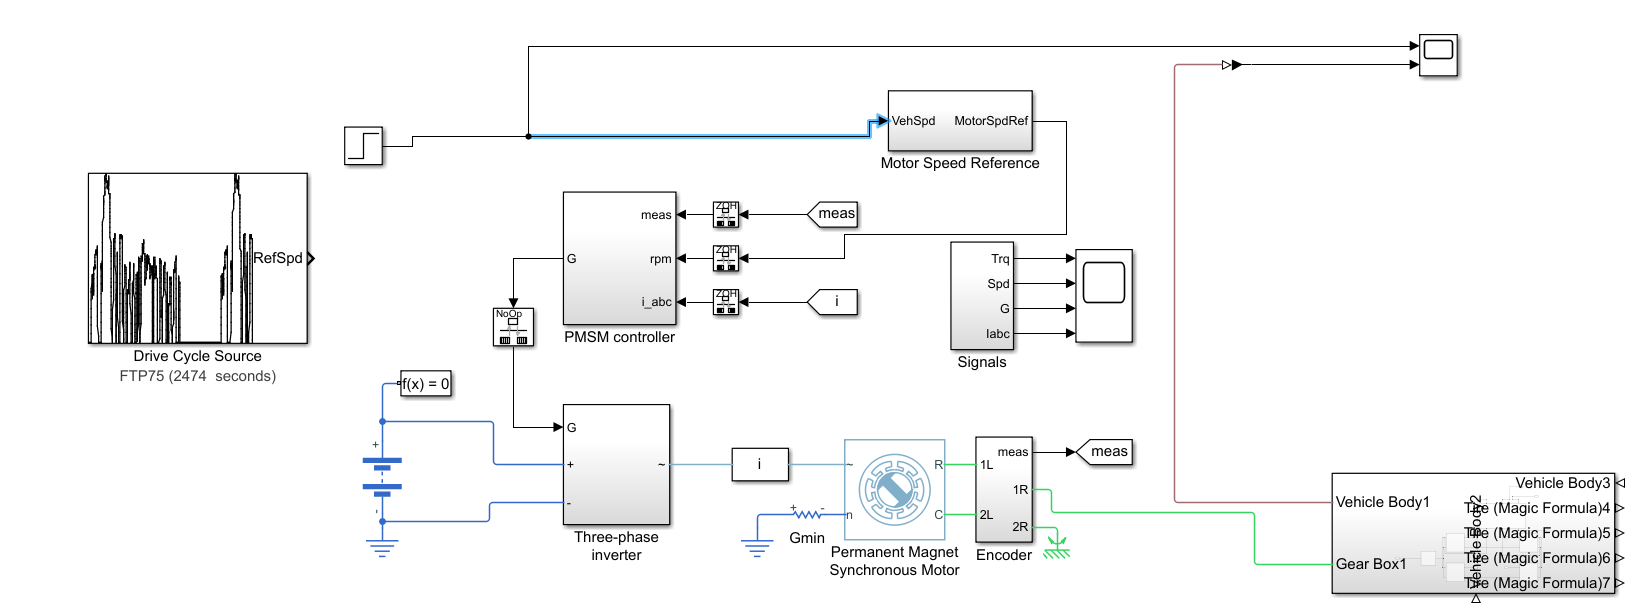 VehSpd
MotorSpdRef
Motor Speed Reference
RefSpd
Drive Cycle Source
FTP75 (2474 seconds)
meas
rpm
i_abc
G
PMSM controller
ZOH
meas
ZOH
ZOH
i
NoOp
Trq
Spd
G
Iabc
Signals
f(x) = 0
+
-
G
+
-
~
Three-phase
inverter
i
+
-
Gmin
~
n
R
C
Permanent Magnet
Synchronous Motor
1L
2L
meas
1R
2R
Encoder
meas
Vehicle Body1
Gear Box1
Vehicle Body2
Vehicle Body3
Tire (Magic Formula)4
Tire (Magic Formula)5
Tire (Magic Formula)6
Tire (Magic Formula)7